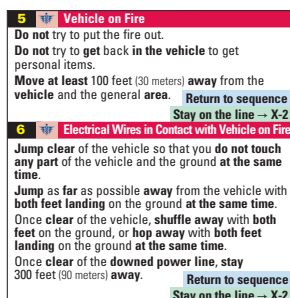 5 Vehicle on Fire
Do not try to put the fire out.
Do not try to get back in the vehicle to get
personal items.
Move at least 100 feet (30 meters) away from the
vehicle and the general area.
Return to sequence
Stay on the line → X-2
6 Electrical Wires in Contact with Vehicle on Fire
Jump clear of the vehicle so that you do not touch
any part of the vehicle and the ground at the same
time.
Jump as far as possible away from the vehicle with
both feet landing on the ground at the same time.
Once clear of the vehicle, shuffle away with both
feet on the ground, or hop away with both feet
landing on the ground at the same time.
Once clear of the downed power line, stay
300 feet (90 meters) away.
Return to sequence
Stay on the line → X-2